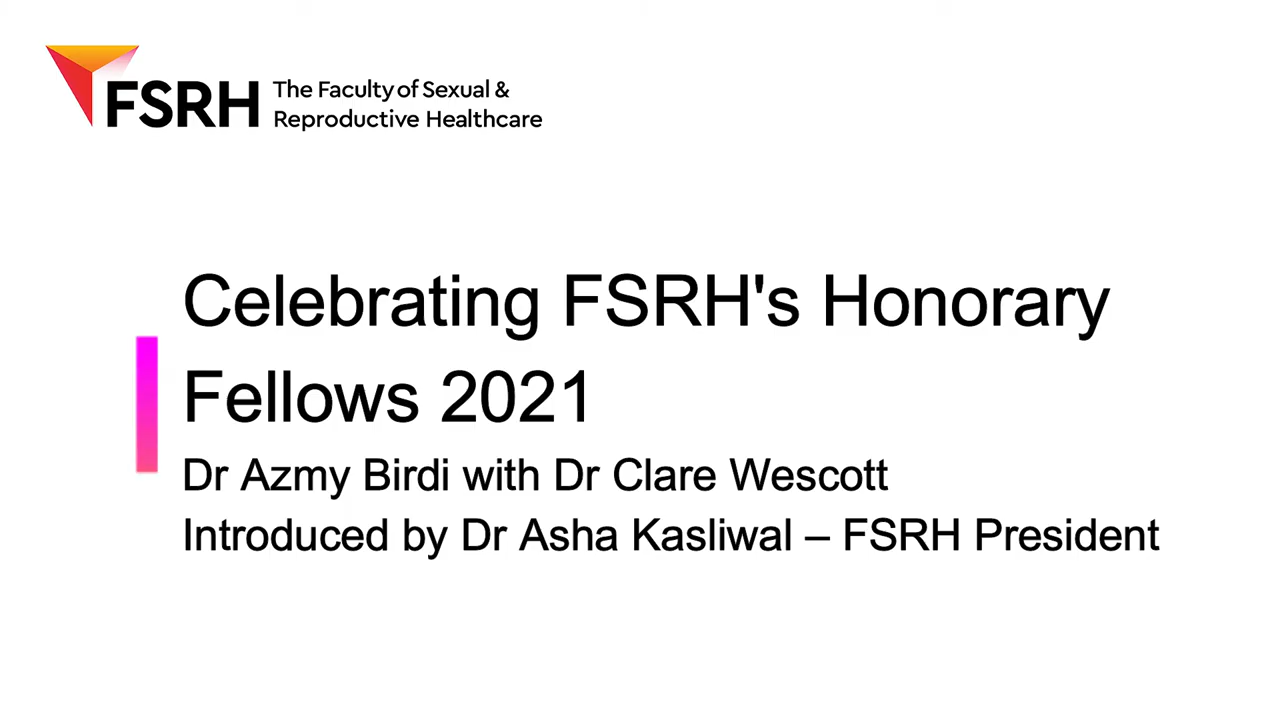 FSRH
The Faculty of Sexual &
Reproductive Healthcare
Celebrating FSRH's Honorary
Fellows 2021
Dr Azmy Birdi with Dr Clare Wescott
Introduced by Dr Asha Kasliwal – FSRH President